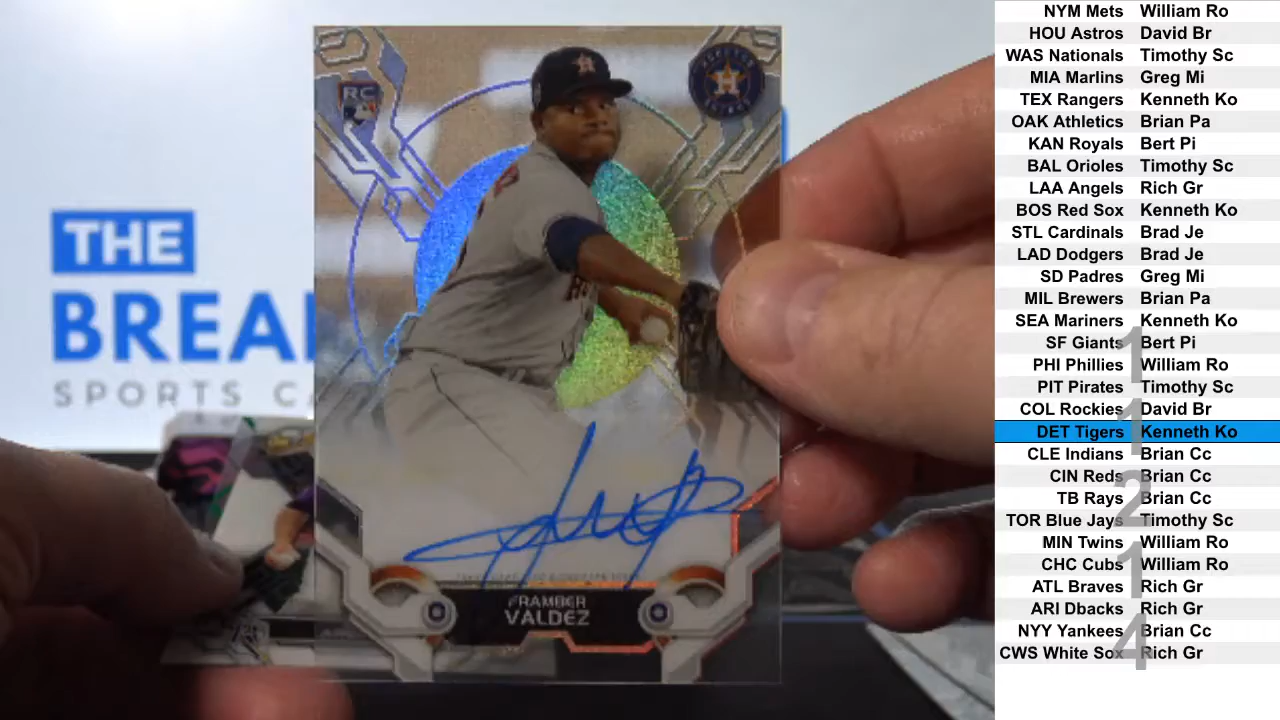 THE
BREA
SPORTS CA
RC
FRAMBER
VALDEZ
NYM Mets William Ro
HOU Astros David Br
WAS Nationals Timothy Sc
MIA Marlins Greg Mi
TEX Rangers Kenneth Ko
OAK Athletics Brian Pa
KAN Royals Bert Pi
BAL Orioles Timothy Sc
LAA Angels Rich Gr
BOS Red Sox Kenneth Ko
STL Cardinals Brad Je
LAD Dodgers Brad Je
SD Padres Greg Mi
MIL Brewers Brian Pa
SEA Mariners Kenneth Ko
SF Giants Bert Pi
PHI Phillies William Ro
PIT Pirates Timothy Sc
COL Rockies David Br
DET Tigers Kenneth Ko
CLE Indians Brian Cc
CIN Reds Brian Cc
TB Rays Brian Cc
TOR Blue Jays Timothy Sc
MIN Twins William Ro
CHC Cubs William Ro
ATL Braves Rich Gr
ARI Dbacks Rich Gr
NYY Yankees Brian Cc
CWS White Sox Rich Gr
1
1
2
1
4